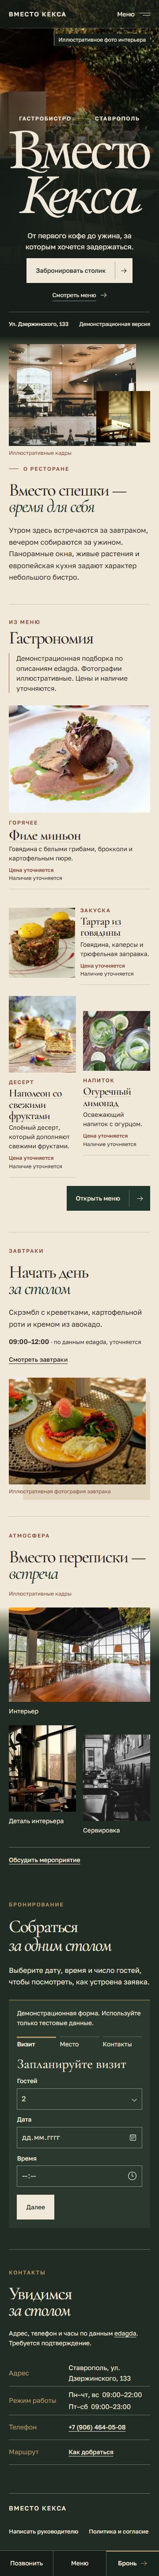 ВМЕСТО КЕКСА
Меню
Иллюстративное фото интерьера
ГАСТРОБИСТРО СТАВРОПОЛЬ
Вместо
Кекса
От первого кофе до ужина, за
которым хочется задержаться.
Забронировать столик →
Смотреть меню →
Ул. Дзержинского, 133
Демонстрационная версия
Иллюстративные кадры
О РЕСТОРАНЕ
Вместо спешки —
время для себя
Утром здесь встречаются за завтраком,
вечером собираются за ужином.
Панорамные окна, живые растения и
европейская кухня задают характер
небольшого бистро.
ИЗ МЕНЮ
Гастрономия
Демонстрационная подборка по
описаниям edagda. Фотографии
иллюстративные. Цены и наличие
уточняются.
ГОРЯЧЕЕ
Филе миньон
Говядина с белыми грибами, брокколи и
картофельным пюре.
Цена уточняется
Наличие уточняется
ЗАКУСКА
Тартар из
говядины
Говядина, каперсы и
трюфельная заправка.
Цена уточняется
Наличие уточняется
ДЕСЕРТ
Наполеон со
свежими
фруктами
Слоёный десерт,
который дополняют
свежими фруктами.
Цена уточняется
Наличие уточняется
НАПИТОК
Огуречный
лимонад
Освежающий
напиток с огурцом.
Цена уточняется
Наличие уточняется
Открыть меню →
ЗАВТРАКИ
Начать день
за столом
Скрэмбл с креветками, картофельной
роти и кремом из авокадо.
09:00–12:00 · по данным edagda, уточняется
Смотреть завтраки
Иллюстративная фотография завтрака
АТМОСФЕРА
Вместо переписки —
встреча
Иллюстративные кадры
Интерьер
Деталь интерьера
Сервировка
Обсудить мероприятие
БРОНИРОВАНИЕ
Собраться
за одним столом
Выберите дату, время и число гостей,
чтобы посмотреть, как устроена заявка.
Демонстрационная форма. Используйте
только тестовые данные.
Визит Место Контакты
Запланируйте визит
Гостей
2
Дата
дд.мм.гггг
Время
--:--
Далее
КОНТАКТЫ
Увидимся
за столом
Адрес, телефон и часы по данным edagda.
Требуется подтверждение.
Адрес
Ставрополь, ул.
Дзержинского, 133
Режим работы
Пн–чт, вс 09:00–22:00
Пт–сб 09:00–23:00
Телефон
+7 (906) 464-05-08
Маршрут
Как добраться
ВМЕСТО КЕКСА
Написать руководителю
Политика и согласие
Позвонить Меню Бронь →